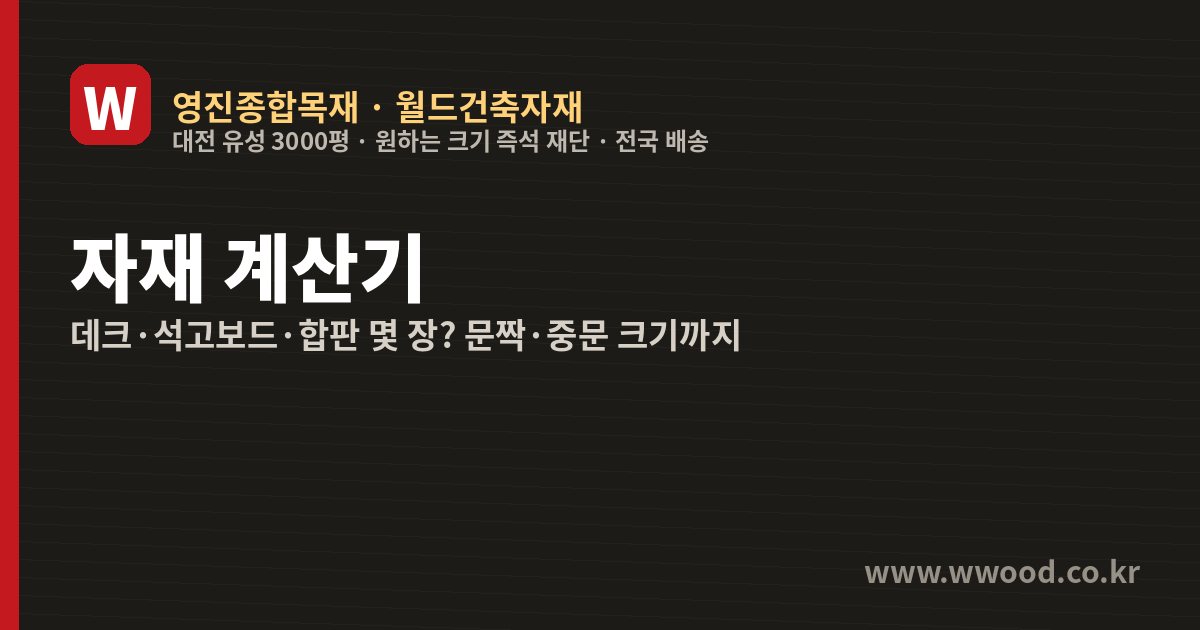 W
영진종합목재 · 월드건축자재
대전 유성 3000평 · 원하는 크기 즉석 재단 · 전국 배송
자재 계산기
데크·석고보드·합판 몇 장? 문짝·중문 크기까지
www.wwood.co.kr